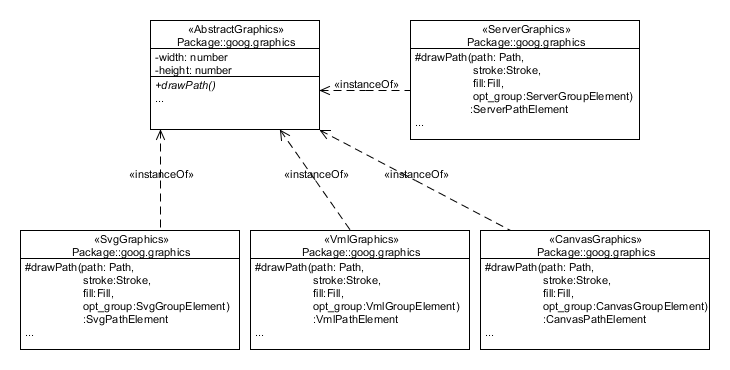 «AbstractGraphics»
Package::goog.graphics
-width: number
-height: number
+drawPath()
...
«ServerGraphics»
Package::goog.graphics
#drawPath(path: Path,
stroke:Stroke,
fill:Fill,
opt_group:ServerGroupElement)
:ServerPathElement
...
«instanceOf»
«instanceOf»
«instanceOf»
«instanceOf»
«SvgGraphics»
Package::goog.graphics
#drawPath(path: Path,
stroke:Stroke,
fill:Fill,
opt_group:SvgGroupElement)
:SvgPathElement
...
«VmlGraphics»
Package::goog.graphics
#drawPath(path: Path,
stroke:Stroke,
fill:Fill,
opt_group:VmlGroupElement)
:VmlPathElement
...
«CanvasGraphics»
Package::goog.graphics
#drawPath(path: Path,
stroke:Stroke,
fill:Fill,
opt_group:CanvasGroupElement)
:CanvasPathElement
...